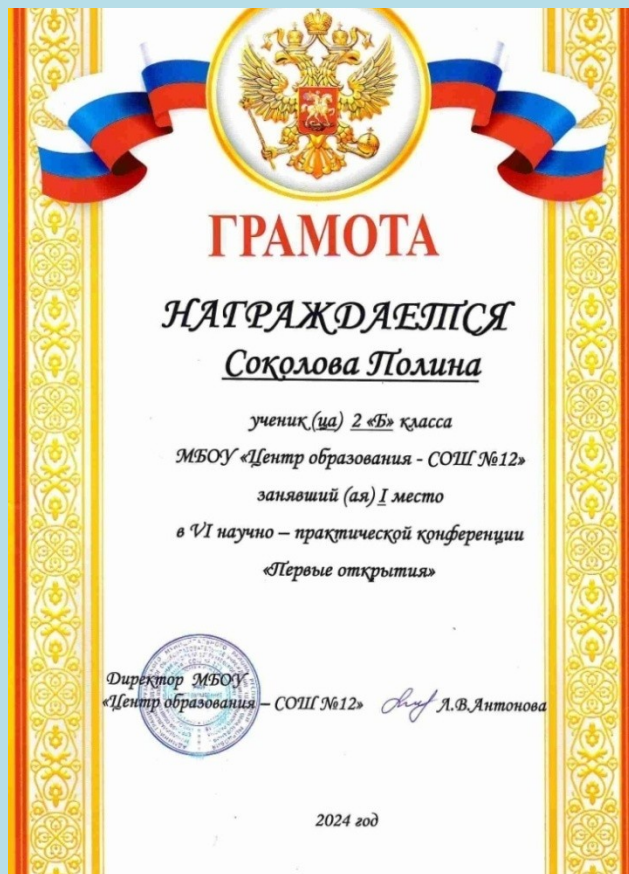 ГРАМОТА
НАГРАЖДАЕТСЯ
Соколова Полина
ученик (ца) 2 «Б» класса
МБОУ «Центр образования - СОШ №12»
занявший (ая) I место
в VI научно – практической конференции
«Первые открытия»
Директор МБОУ
«Центр образования – СОШ №12» Л.В.Антонова
2024 год